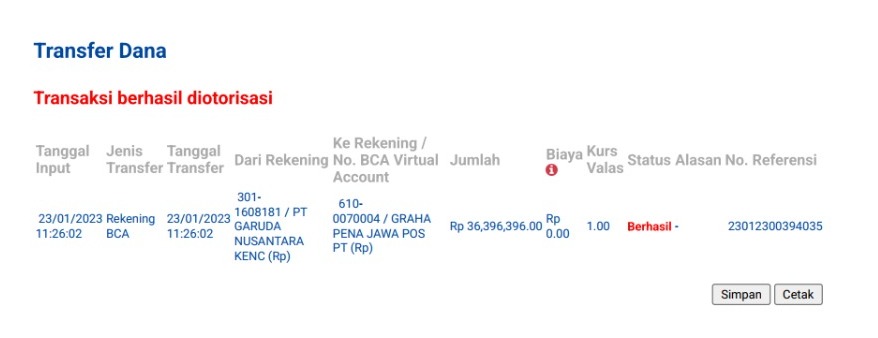 Transfer Dana
Transaksi berhasil diotorisasi
Tanggal Input
Jenis Transfer
Tanggal Transfer
Dari Rekening
Ke Rekening / No. BCA Virtual Account
Jumlah
Biaya
Kurs Valas
Status
Alasan
No. Referensi
23/01/2023 11:26:02
Rekening BCA
23/01/2023 11:26:02
301-
1608181 / PT
GARUDA
NUSANTARA
KENC (Rp)
610-
0070004 / GRAHA
PENA JAWA POS
PT (Rp)
Rp 36,396,396.00
Rp 0.00
1.00
Berhasil
-
23012300394035
Simpan
Cetak